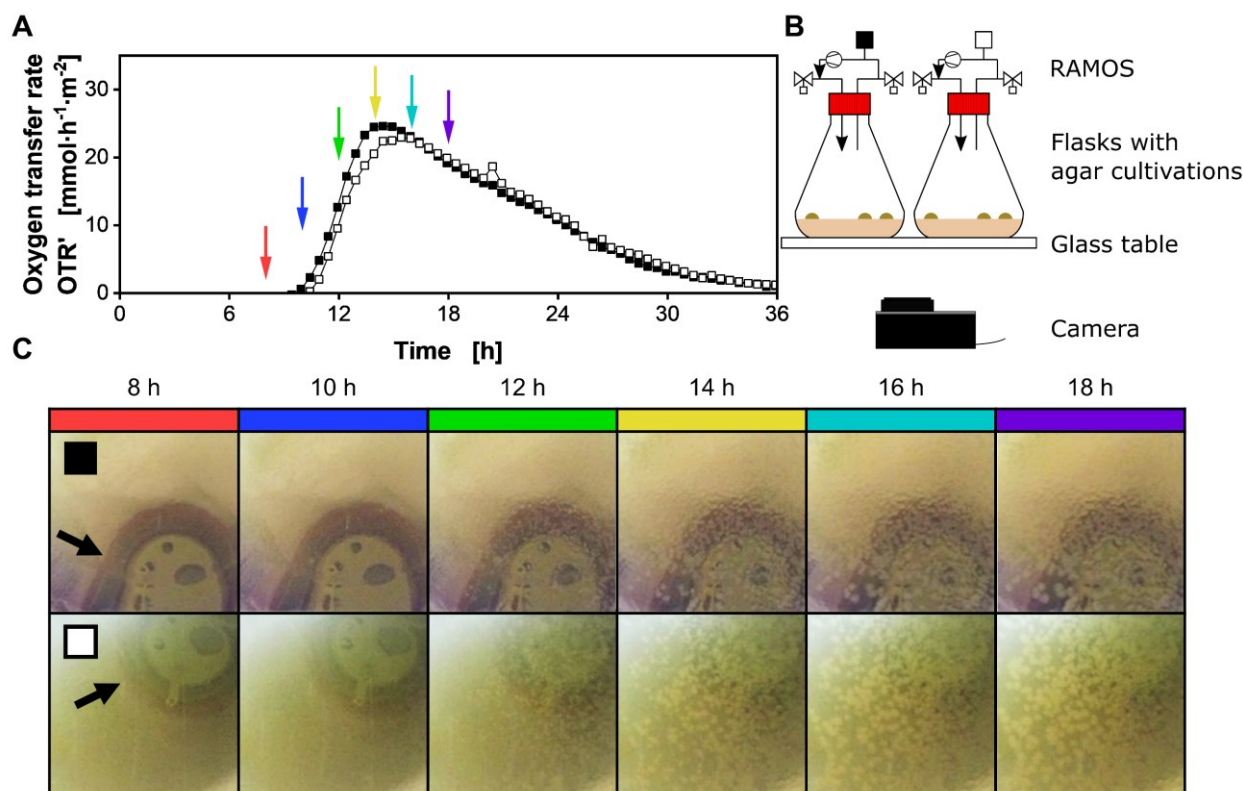 A
Oxygen transfer rate
OTR' [mmol·h⁻¹·m⁻²]
30
20
10
0
0 6 12 18 24 30 36
Time [h]
B
RAMOS
Flasks with
agar cultivations
Glass table
Camera
C
8 h 10 h 12 h 14 h 16 h 18 h